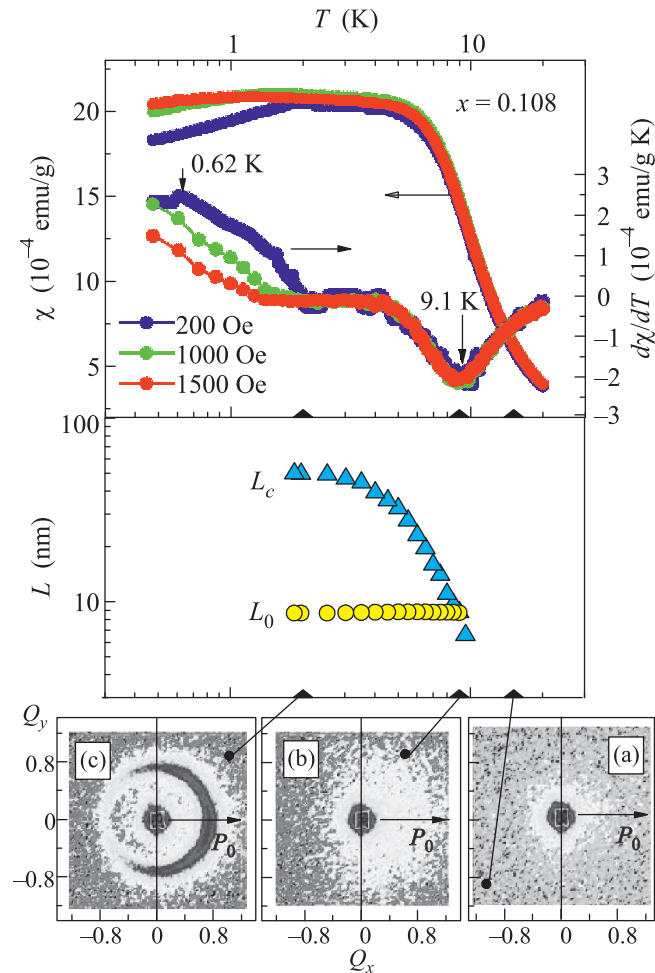 T (K)
1 10
20
15
10
5
χ (10⁻⁴ emu/g)
x = 0.108
0.62 K
9.1 K
200 Oe
1000 Oe
1500 Oe
3
2
1
0
−1
−2
−3
dχ/dT (10⁻⁴ emu/g K)
100
10
L (nm)
L_c
L_0
Q_y
0.8
0
−0.8
(c) (b) (a)
P_0 P_0 P_0
−0.8 0 0.8 −0.8 0 0.8 −0.8 0 0.8
Q_x